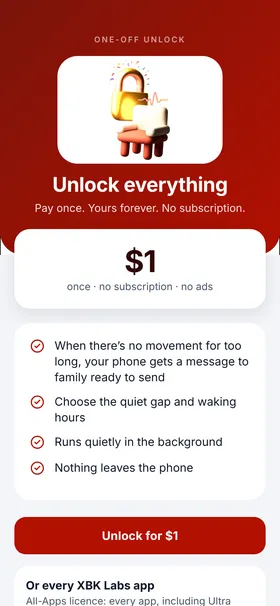 ONE-OFF UNLOCK
Unlock everything
Pay once. Yours forever. No subscription.
$1
once · no subscription · no ads
When there's no movement for too
long, your phone gets a message to
family ready to send
Choose the quiet gap and waking
hours
Runs quietly in the background
Nothing leaves the phone
Unlock for $1
Or every XBK Labs app
All-Apps licence: every app, including Ultra